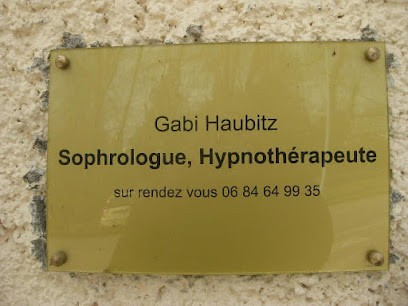 Gabi Haubitz
Sophrologue, Hypnothérapeute
sur rendez vous 06 84 64 99 35